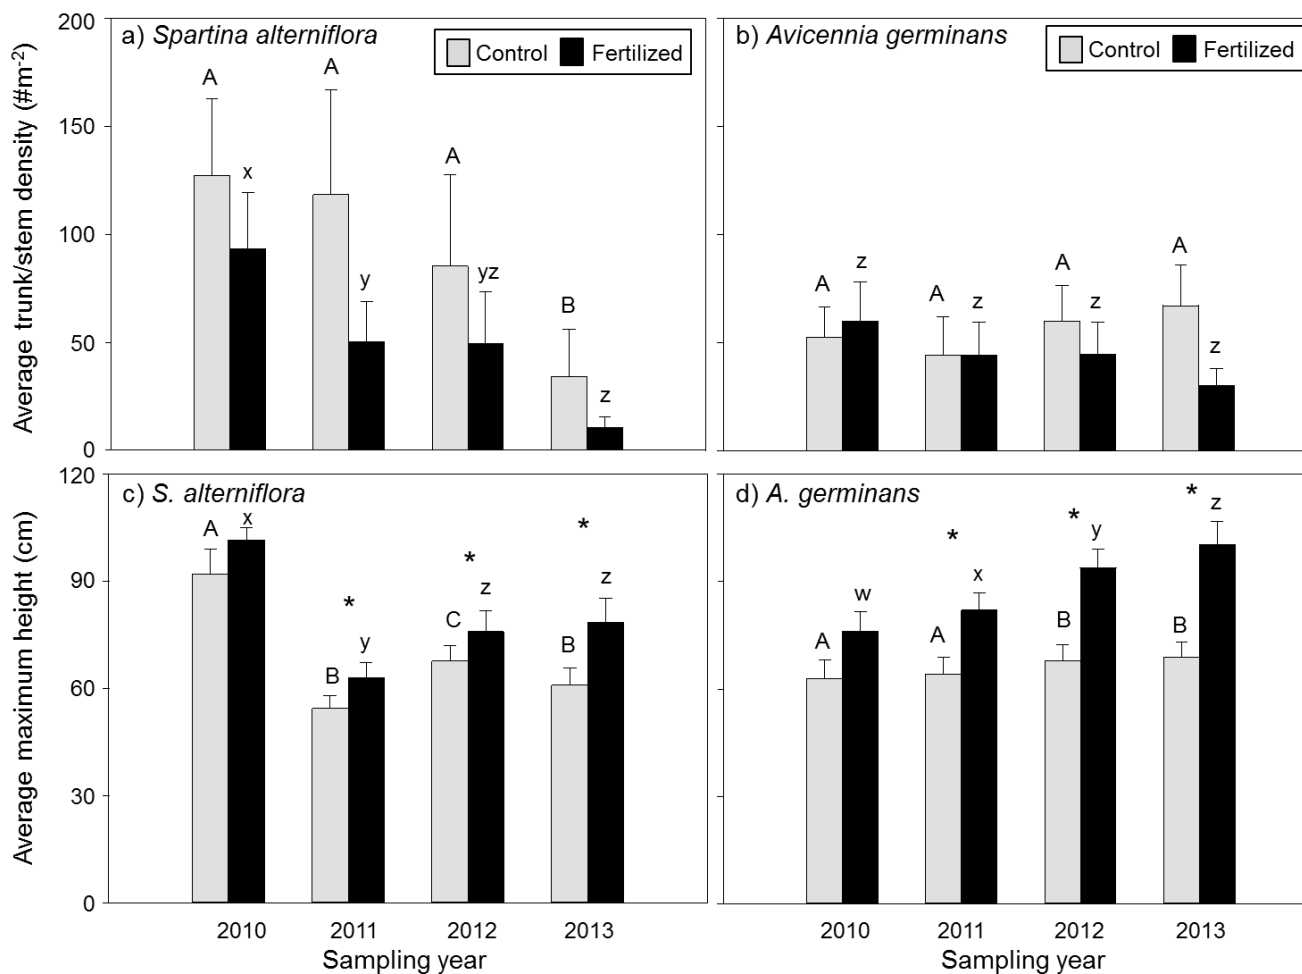 a) Spartina alterniflora
Control Fertilized
b) Avicennia germinans
Control Fertilized
Average trunk/stem density (#m-2)
200
150
100
50
0
A
x
A
y
A
yz
B
z
A
z
A
z
A
z
A
z
c) S. alterniflora
d) A. germinans
Average maximum height (cm)
120
90
60
30
0
A
x
B
y
*
C
z
*
B
z
*
A
w
A
x
*
B
y
*
B
z
*
2010 2011 2012 2013
Sampling year
2010 2011 2012 2013
Sampling year